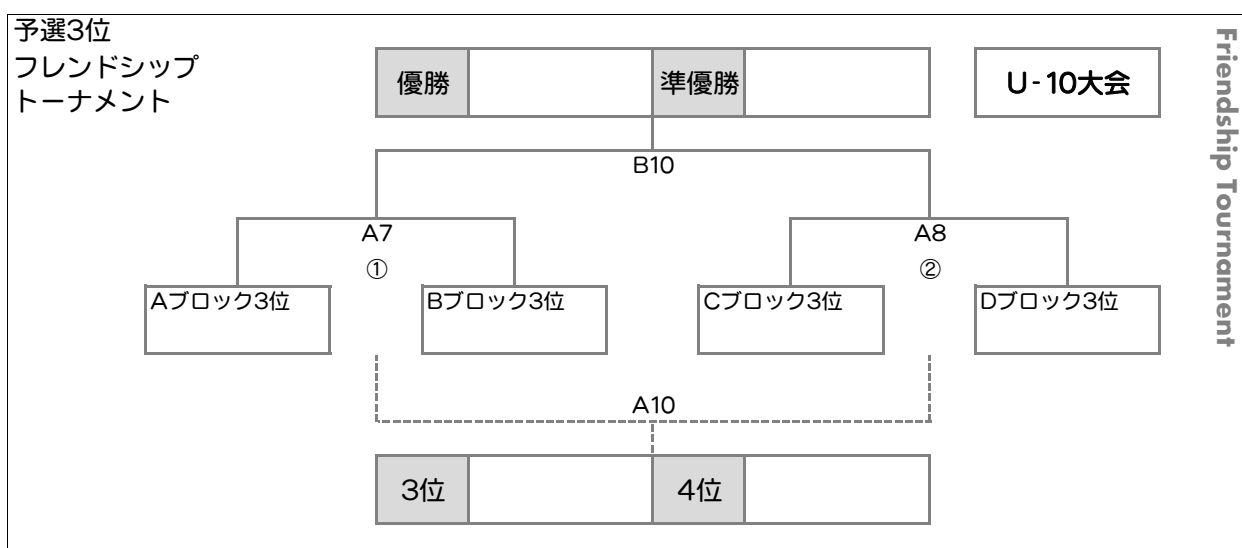 予選3位
フレンドシップ
トーナメント
優勝
準優勝
U-10大会
Friendship Tournament
B10
A7
A8
①
②
Aブロック3位
Bブロック3位
Cブロック3位
Dブロック3位
A10
3位
4位